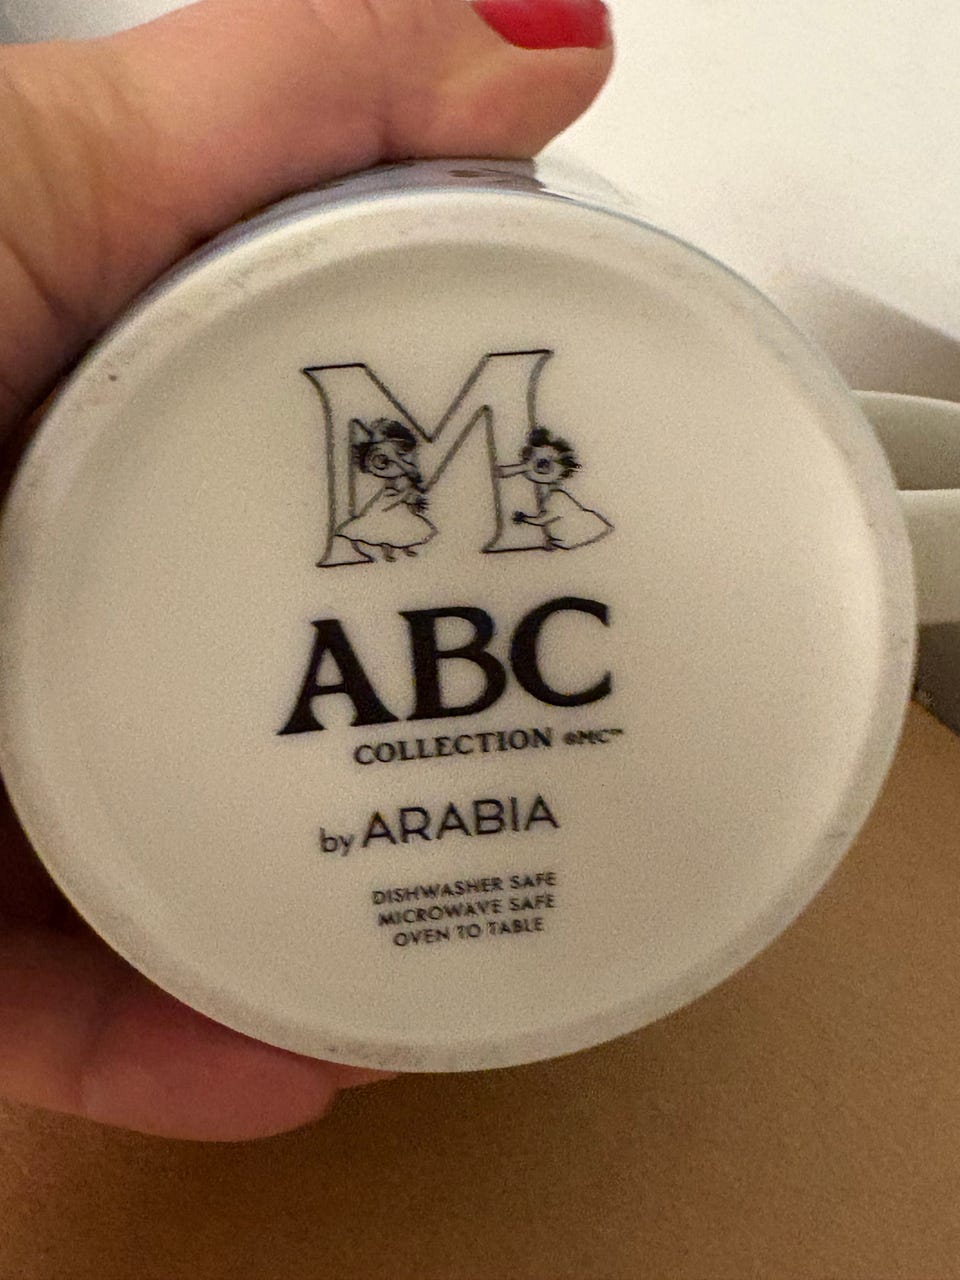 M
ABC
COLLECTION ©MC™
by ARABIA
DISHWASHER SAFE
MICROWAVE SAFE
OVEN TO TABLE